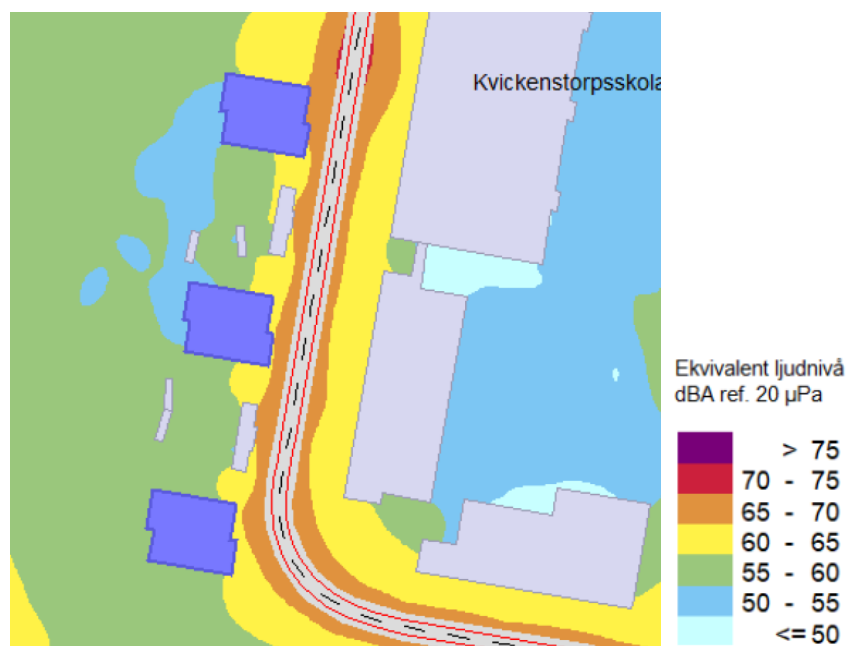 Kvickenstorpsskola
Ekvivalent ljudnivå
dBA ref. 20 µPa
> 75
70 - 75
65 - 70
60 - 65
55 - 60
50 - 55
<= 50